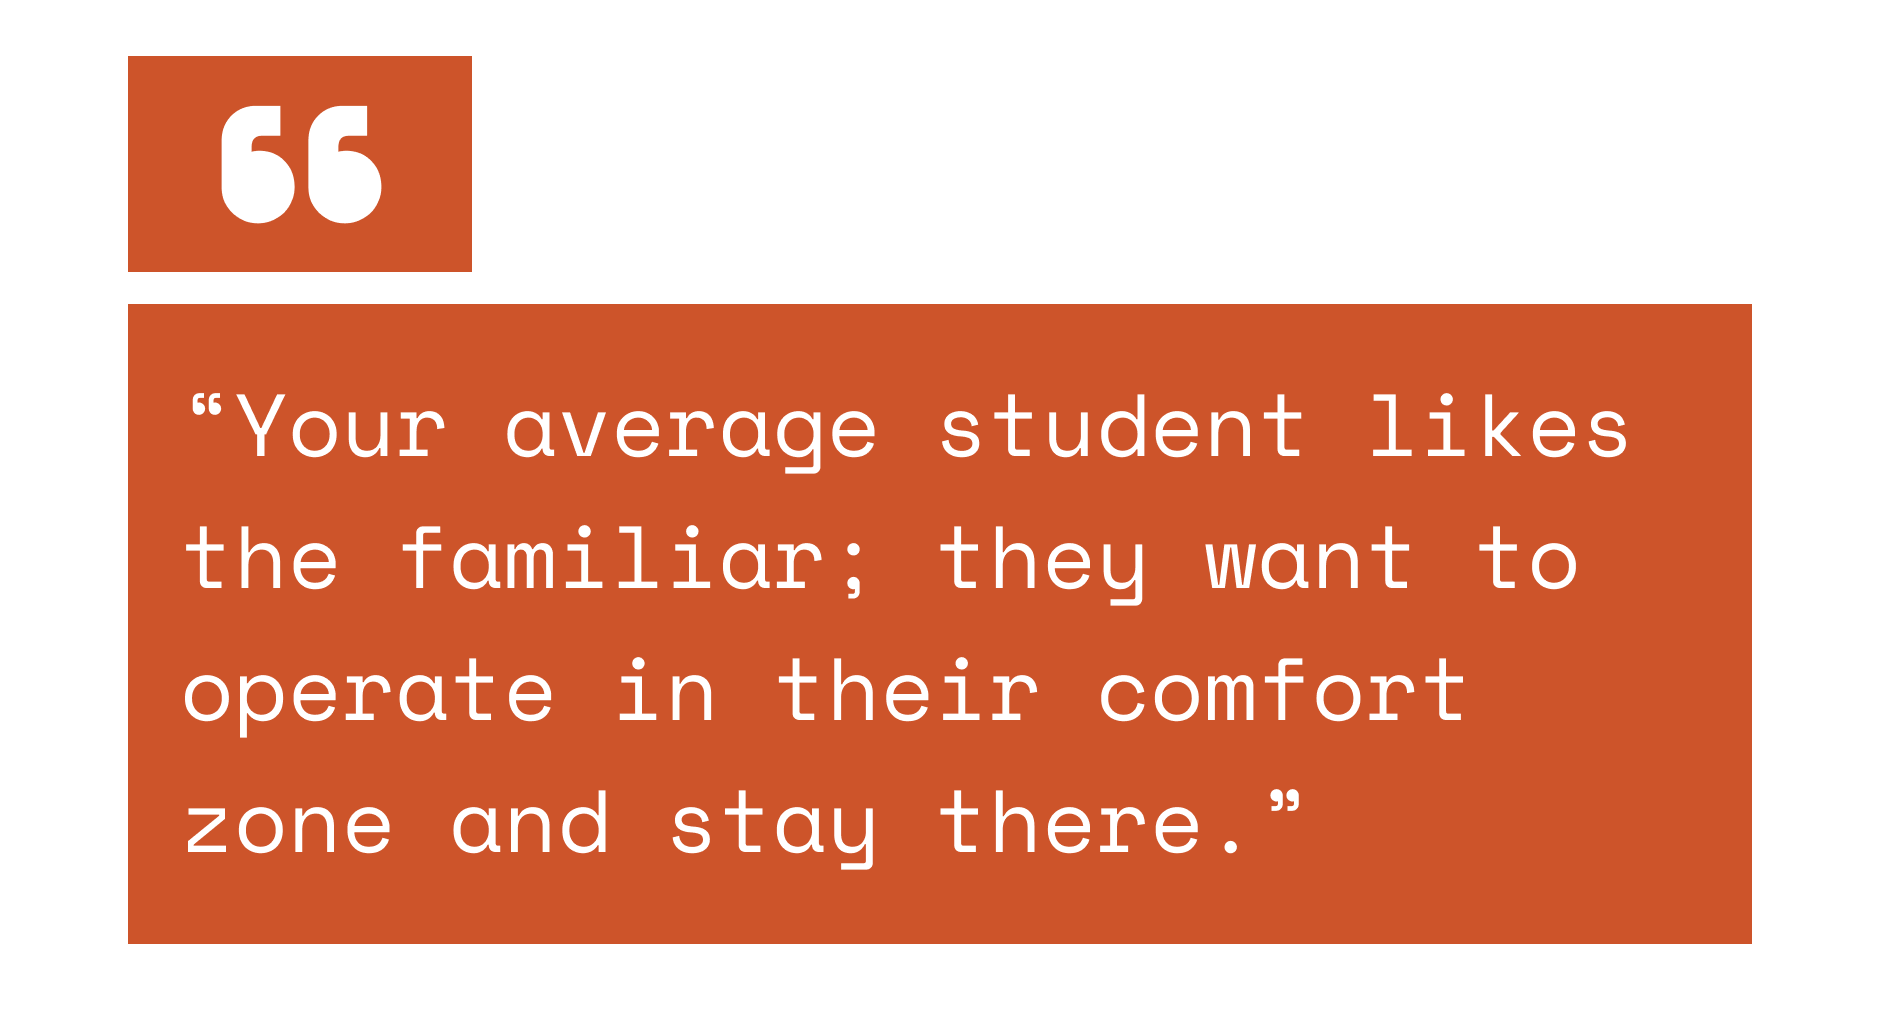 “
“Your average student likes
the familiar; they want to
operate in their comfort
zone and stay there.”